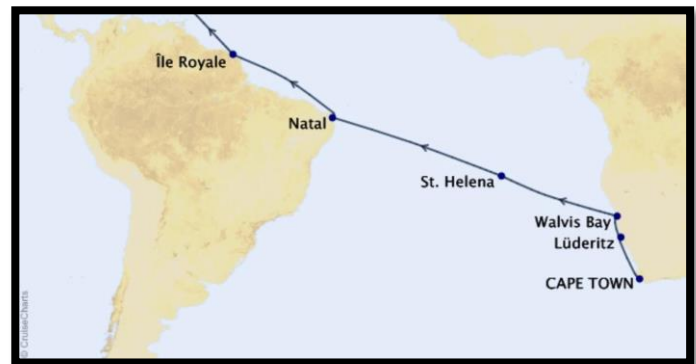 Île Royale
Natal
St. Helena
Walvis Bay
Lüderitz
CAPE TOWN
© CruiseCharts